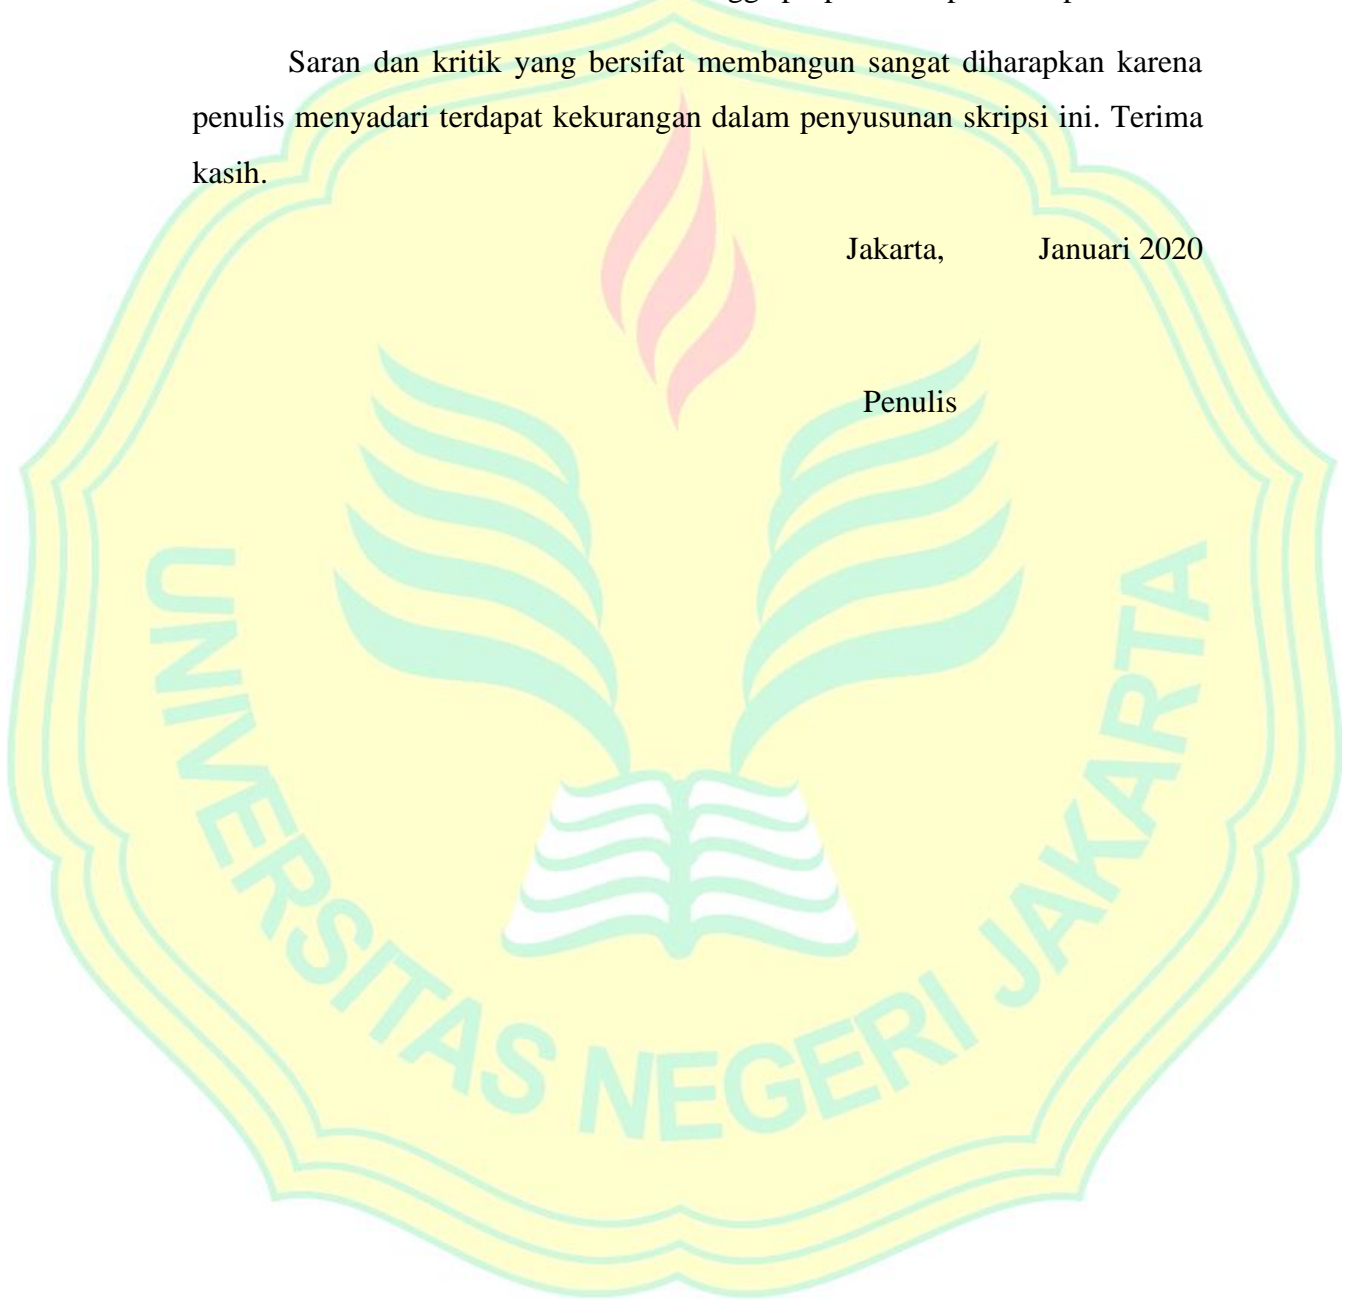 Saran dan kritik yang bersifat membangun sangat diharapkan karena
penulis menyadari terdapat kekurangan dalam penyusunan skripsi ini. Terima
kasih.
Jakarta, Januari 2020
Penulis
UNIVERSITAS NEGERI JAKARTA